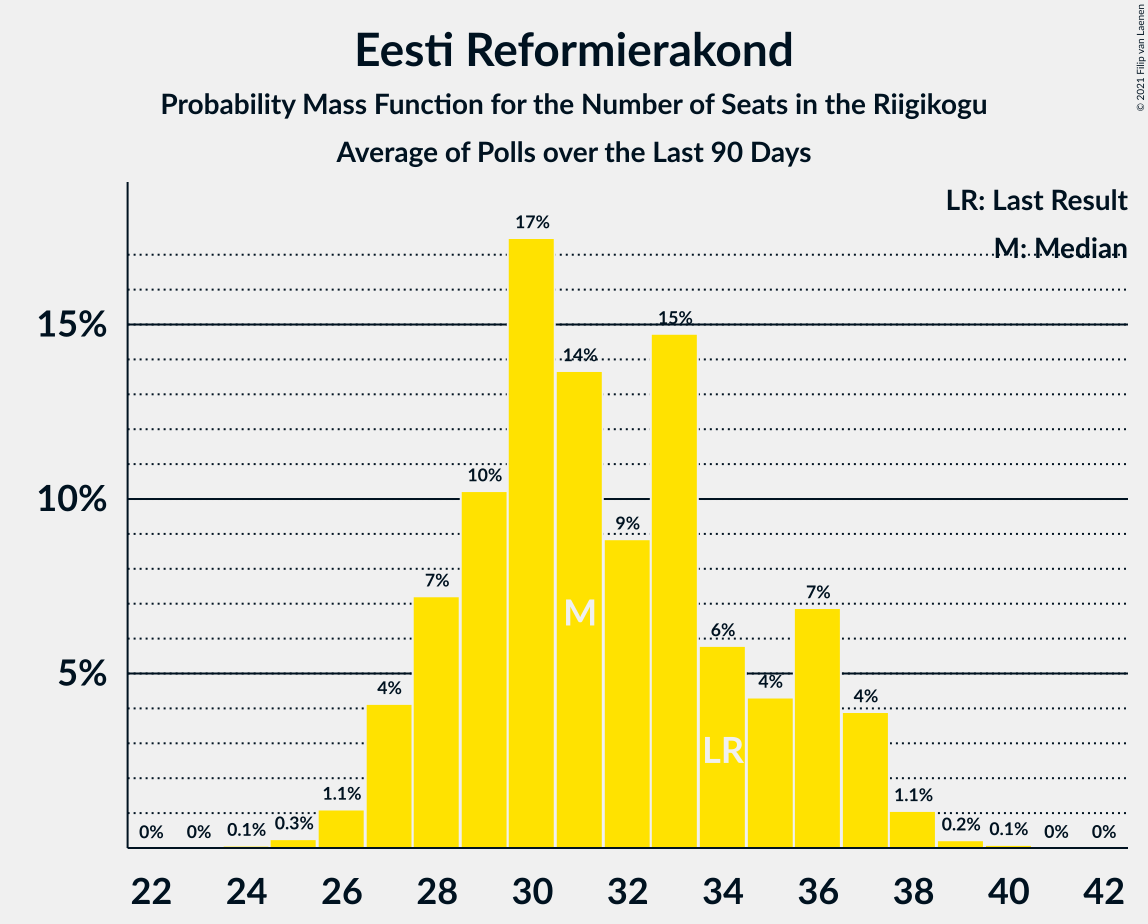 Eesti Reformierakond
Probability Mass Function for the Number of Seats in the Riigikogu
Average of Polls over the Last 90 Days
© 2021 Filip van Laenen
LR: Last Result
M: Median
15%
10%
5%
0%
0%
0.1%
0.3%
1.1%
4%
7%
10%
17%
14%
9%
15%
6%
4%
7%
4%
1.1%
0.2%
0.1%
0%
0%
M
LR
22 24 26 28 30 32 34 36 38 40 42